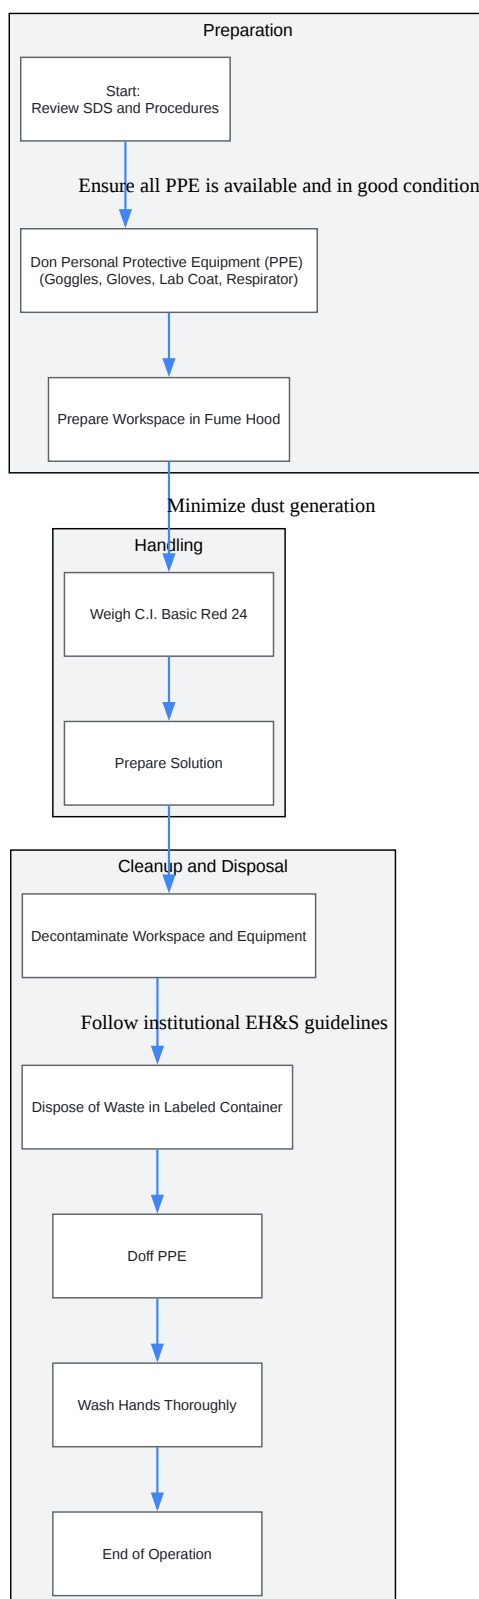 Preparation
Start:
Review SDS and Procedures
Ensure all PPE is available and in good condition
Don Personal Protective Equipment (PPE)
(Goggles, Gloves, Lab Coat, Respirator)
Prepare Workspace in Fume Hood
Minimize dust generation
Handling
Weigh C.I. Basic Red 24
Prepare Solution
Cleanup and Disposal
Decontaminate Workspace and Equipment
Follow institutional EH&S guidelines
Dispose of Waste in Labeled Container
Doff PPE
Wash Hands Thoroughly
End of Operation